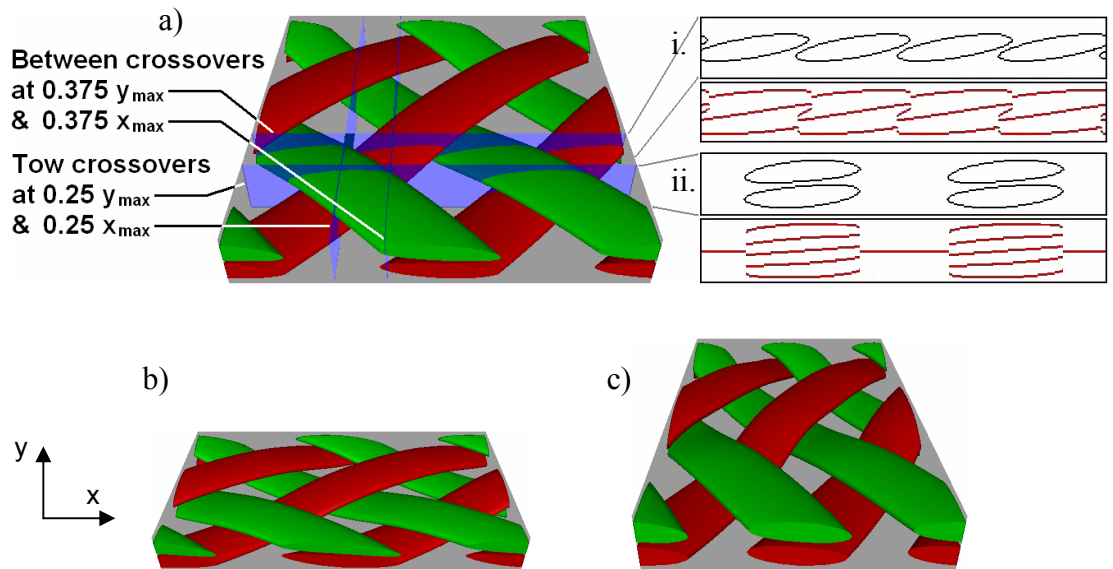 a)
Between crossovers
at 0.375 ymax
& 0.375 xmax
Tow crossovers
at 0.25 ymax
& 0.25 xmax
i.
ii.
b)
c)
y
x